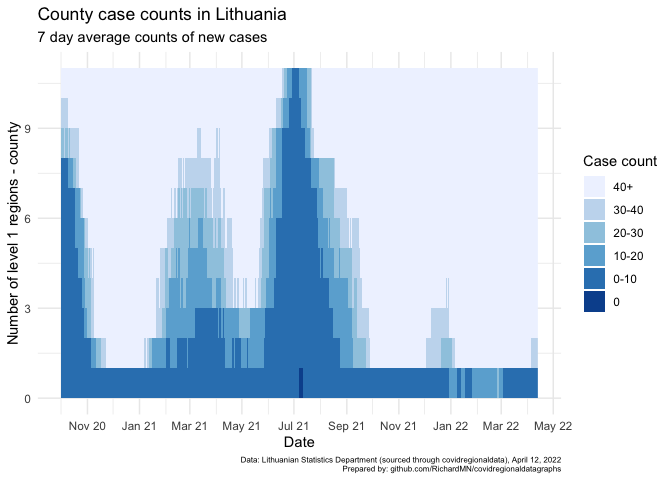 County case counts in Lithuania
7 day average counts of new cases
Number of level 1 regions - county
9
6
3
0
Nov 20 Jan 21 Mar 21 May 21 Jul 21 Sep 21 Nov 21 Jan 22 Mar 22 May 22
Date
Case count
40+
30-40
20-30
10-20
0-10
0
Data: Lithuanian Statistics Department (sourced through covidregionaldata), April 12, 2022
Prepared by: github.com/RichardMN/covidregionaldatagraphs